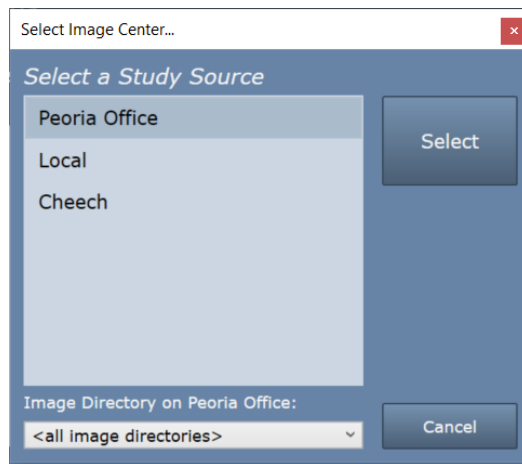 Select Image Center...
Select a Study Source
Peoria Office
Local
Cheech
Select
Image Directory on Peoria Office:
<all image directories>
Cancel